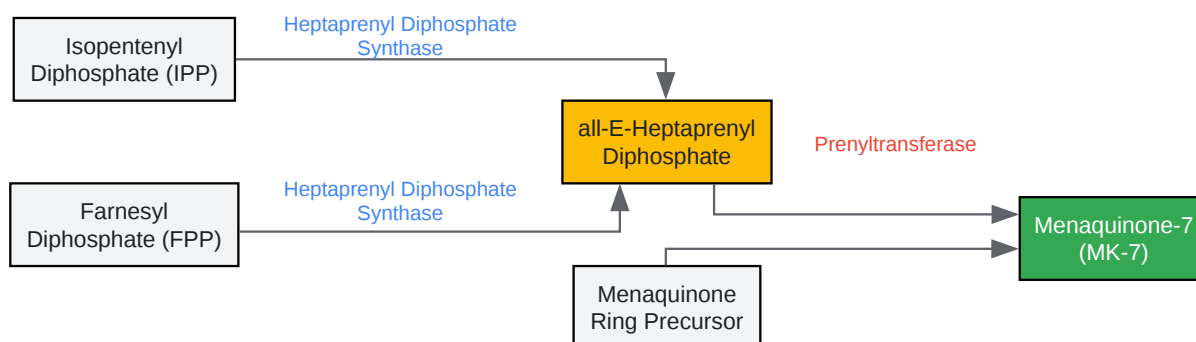 Isopentenyl
Diphosphate (IPP)
Heptaprenyl Diphosphate
Synthase
all-E-Heptaprenyl
Diphosphate
Prenyltransferase
Farnesyl
Diphosphate (FPP)
Heptaprenyl Diphosphate
Synthase
Menaquinone
Ring Precursor
Menaquinone-7
(MK-7)